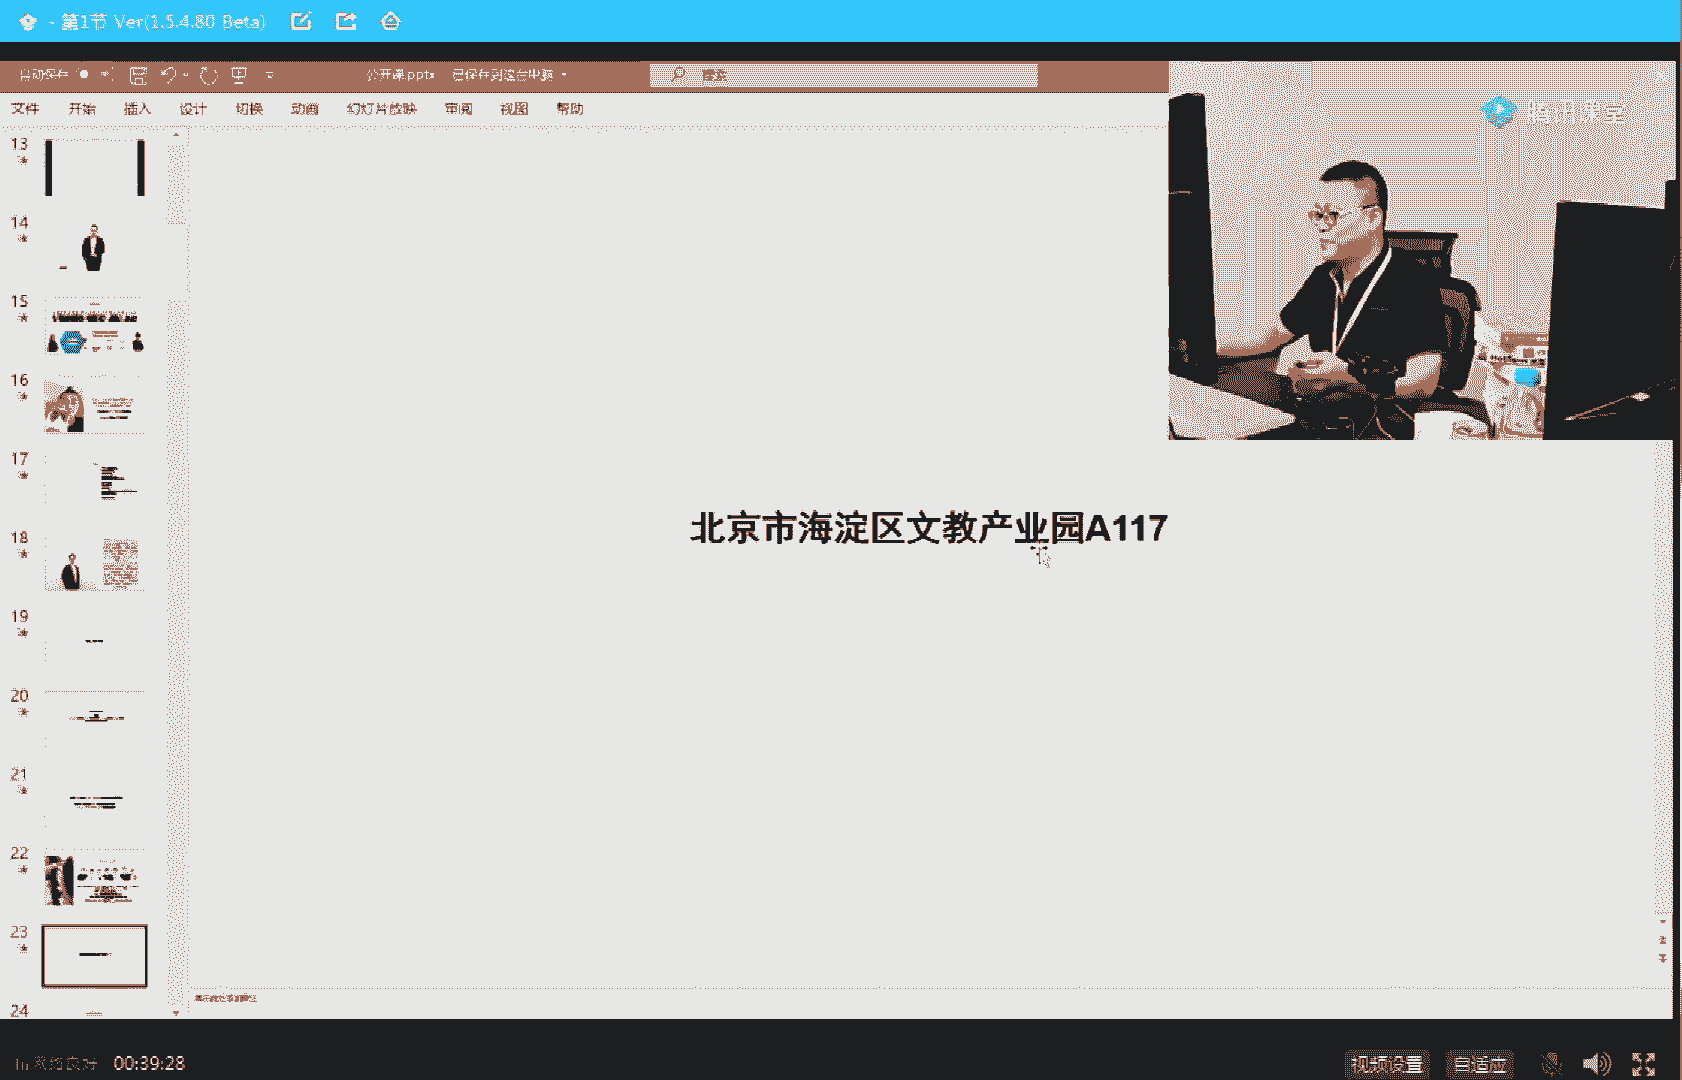 - 第1节 Ver(1.5.4.80 Beta)
自动保存
公开课.pptx 已保存到这台电脑
文件 开始 插入 设计 切换 动画 幻灯片放映 审阅 视图 帮助
腾讯课堂
13
14
15
16
17
18
19
20
21
22
23
24
北京市海淀区文教产业园A117
00:39:28
视频设置 自适应